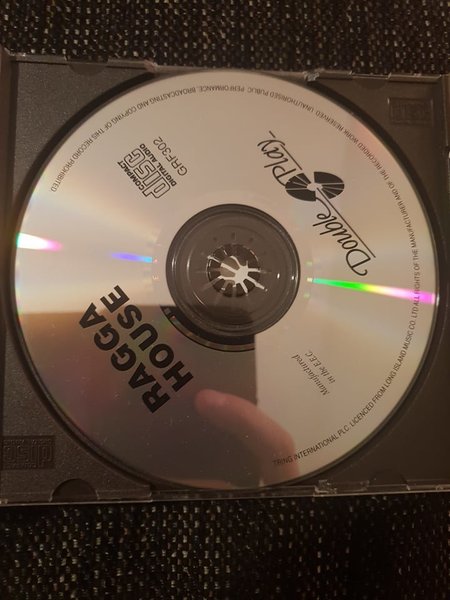 Double Play
COMPACT
disc
DIGITAL AUDIO
GRF302
RAGGA
HOUSE
Manufactured
in the E.E.C.
TRING INTERNATIONAL PLC. LICENCED FROM LONG ISLAND MUSIC CO. LTD ALL RIGHTS OF THE MANUFACTURER AND OF THE RECORDED WORK RESERVED. UNAUTHORISED PUBLIC PERFORMANCE, BROADCASTING AND COPYING OF THIS RECORD PROHIBITED